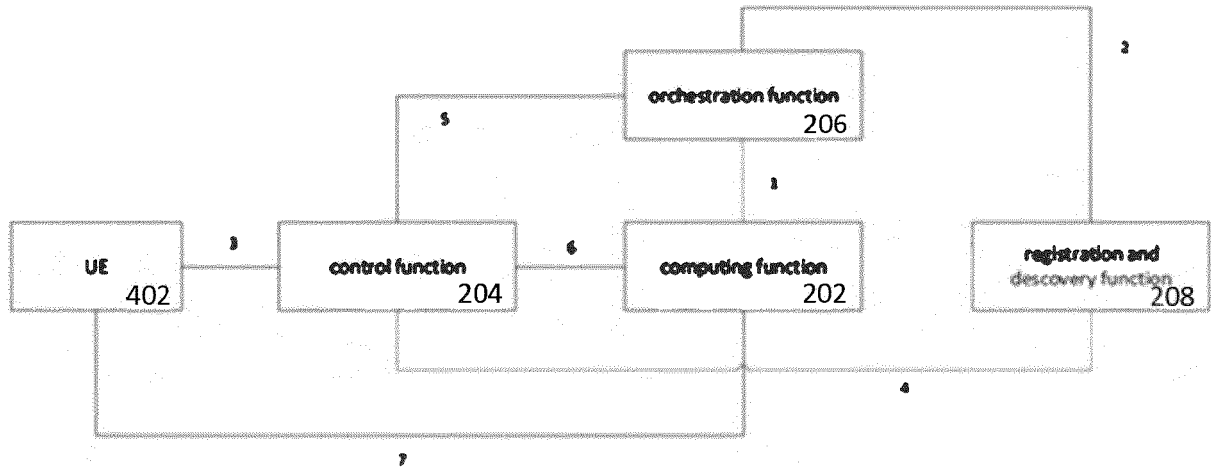 2
orchestration function
206
5
1
3
6
UE
402
control function
204
computing function
202
registration and
descovery function
208
4
7